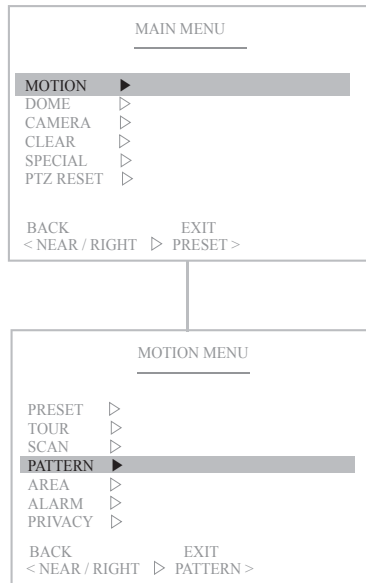 MAIN MENU
MOTION ▶
DOME ▷
CAMERA ▷
CLEAR ▷
SPECIAL ▷
PTZ RESET ▷
BACK EXIT
< NEAR / RIGHT ▷ PRESET >
MOTION MENU
PRESET ▷
TOUR ▷
SCAN ▷
PATTERN ▶
AREA ▷
ALARM ▷
PRIVACY ▷
BACK EXIT
< NEAR / RIGHT ▷ PATTERN >